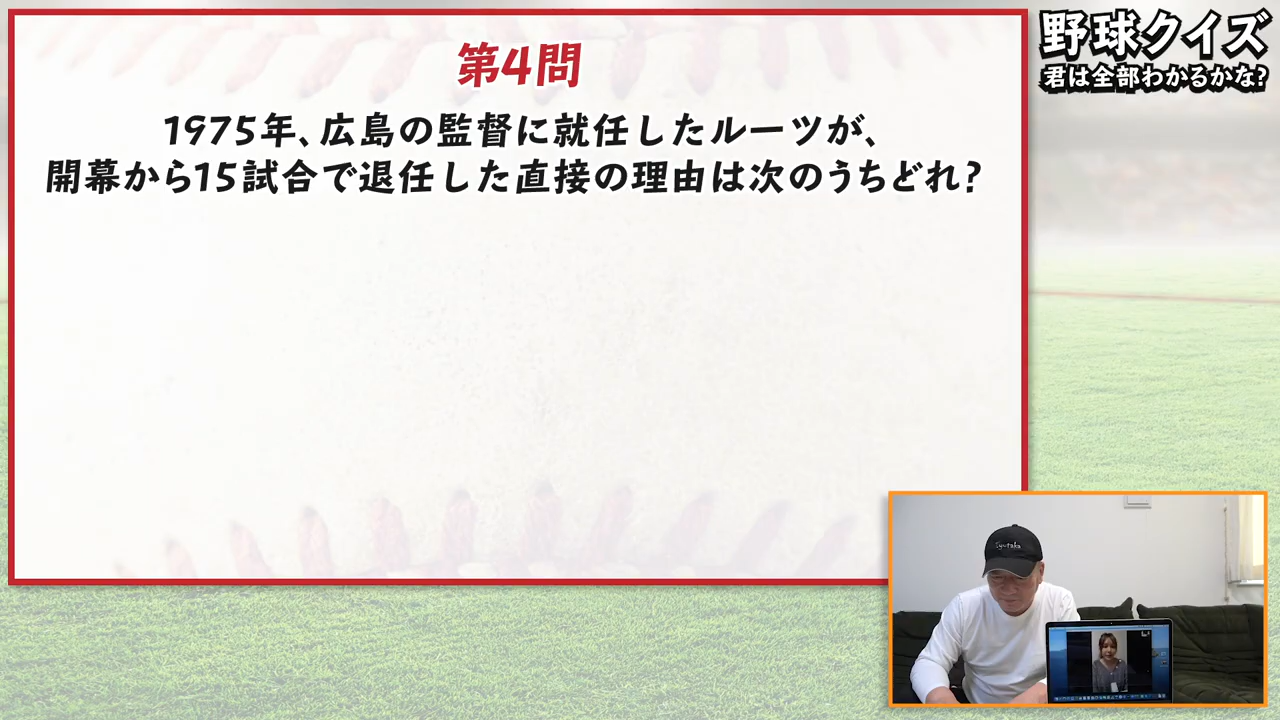 第4問
1975年、広島の監督に就任したルーツが、
開幕から15試合で退任した直接の理由は次のうちどれ?
野球クイズ
君は全部わかるかな?